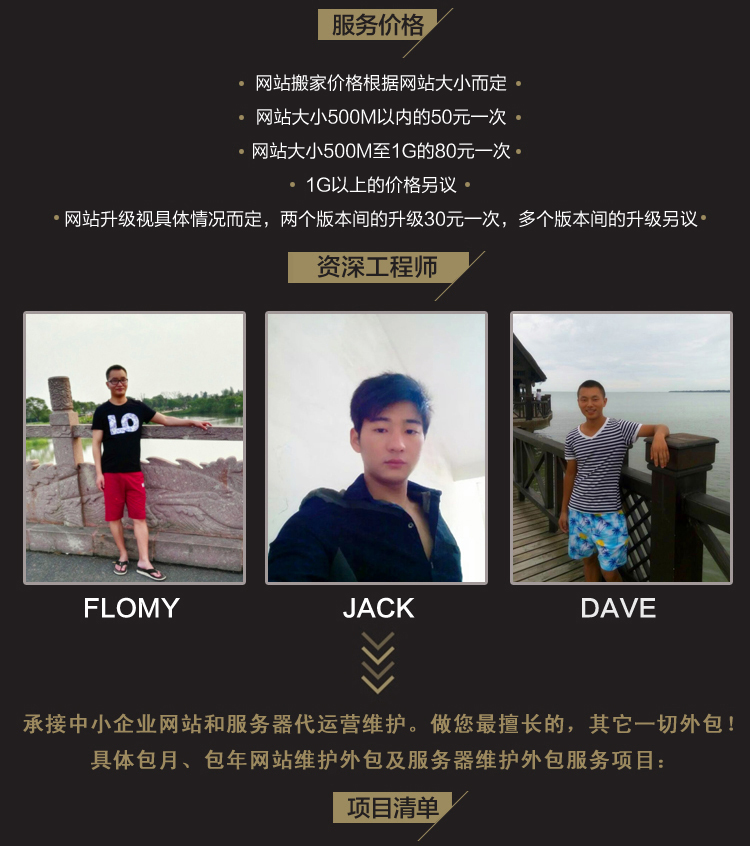 服务价格
网站搬家价格根据网站大小而定
网站大小500M以内的50元一次
网站大小500M至1G的80元一次
1G以上的价格另议
网站升级视具体情况而定，两个版本间的升级30元一次，多个版本间的升级另议
资深工程师
LO
FLOMY
JACK
DAVE
承接中小企业网站和服务器代运营维护。做您最擅长的，其它一切外包！
具体包月、包年网站维护外包及服务器维护外包服务项目：
项目清单